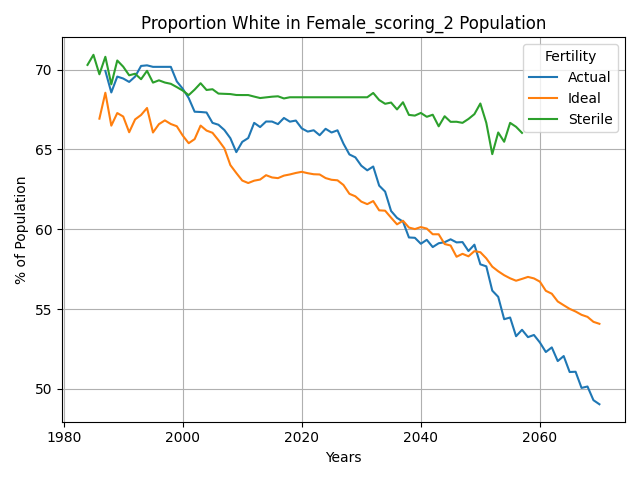 Proportion White in Female_scoring_2 Population
Fertility
Actual
Ideal
Sterile
% of Population
70
65
60
55
50
1980
2000
2020
2040
2060
Years